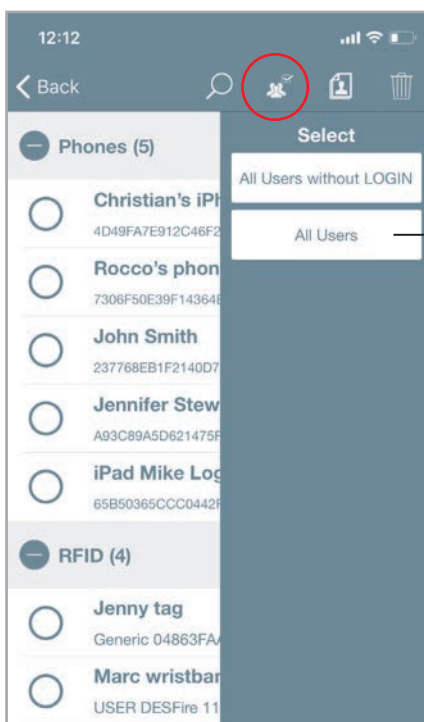 12:12
Back
Select
All Users without LOGIN
All Users
Phones (5)
Christian's iPh
4D49FA7E912C46F2
Rocco's phon
7306F50E39F14364
John Smith
237768EB1F2140D7
Jennifer Stew
A93C89A5D621475F
iPad Mike Log
65B50365CCC0442F
RFID (4)
Jenny tag
Generic 04863FAA
Marc wristbar
USER DESFire 11